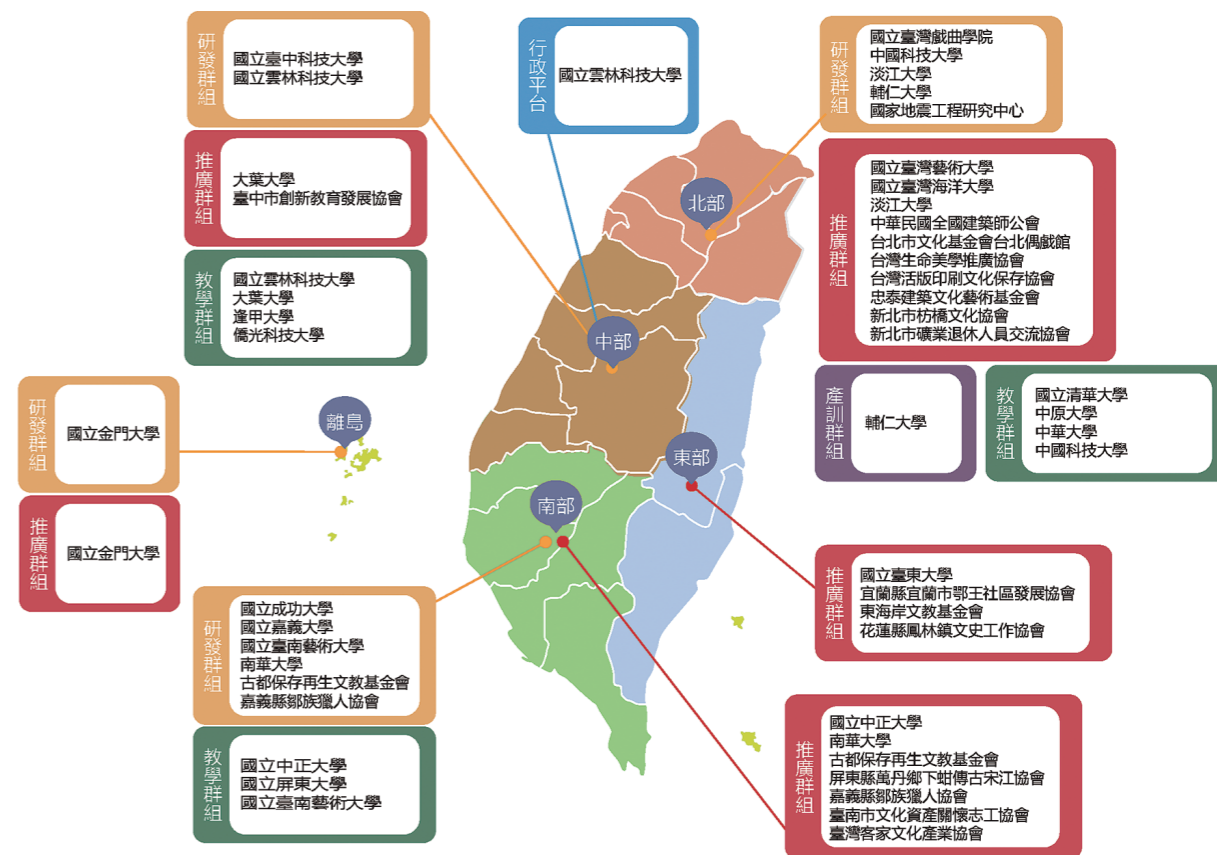 研發群組
國立臺中科技大學
國立雲林科技大學
推廣群組
大葉大學
臺中市創新教育發展協會
教學群組
國立雲林科技大學
大葉大學
逢甲大學
僑光科技大學
行政平台
國立雲林科技大學
研發群組
國立臺灣戲曲學院
中國科技大學
淡江大學
輔仁大學
國家地震工程研究中心
推廣群組
國立臺灣藝術大學
國立臺灣海洋大學
淡江大學
中華民國全國建築師公會
台北市文化基金會台北偶戲館
台灣生命美學推廣協會
台灣活版印刷文化保存協會
忠泰建築文化藝術基金會
新北市枋橋文化協會
新北市礦業退休人員交流協會
產訓群組
輔仁大學
教學群組
國立清華大學
中原大學
中華大學
中國科技大學
北部
中部
離島
東部
南部
研發群組
國立金門大學
推廣群組
國立金門大學
研發群組
國立成功大學
國立嘉義大學
國立臺南藝術大學
南華大學
古都保存再生文教基金會
嘉義縣鄒族獵人協會
教學群組
國立中正大學
國立屏東大學
國立臺南藝術大學
推廣群組
國立臺東大學
宜蘭縣宜蘭市鄂王社區發展協會
東海岸文教基金會
花蓮縣鳳林鎮文史工作協會
推廣群組
國立中正大學
南華大學
古都保存再生文教基金會
屏東縣萬丹鄉下蚶傳古宋江協會
嘉義縣鄒族獵人協會
臺南市文化資產關懷志工協會
臺灣客家文化產業協會